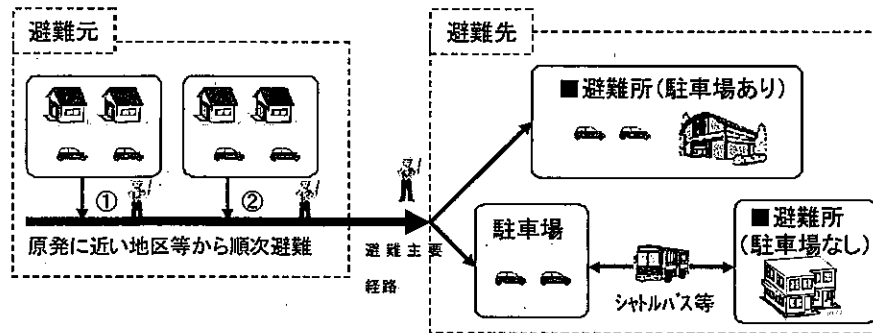 避難元
避難先
①
②
原発に近い地区等から順次避難
避難主要
経路
■避難所(駐車場あり)
駐車場
シャトルバス等
■避難所
(駐車場なし)